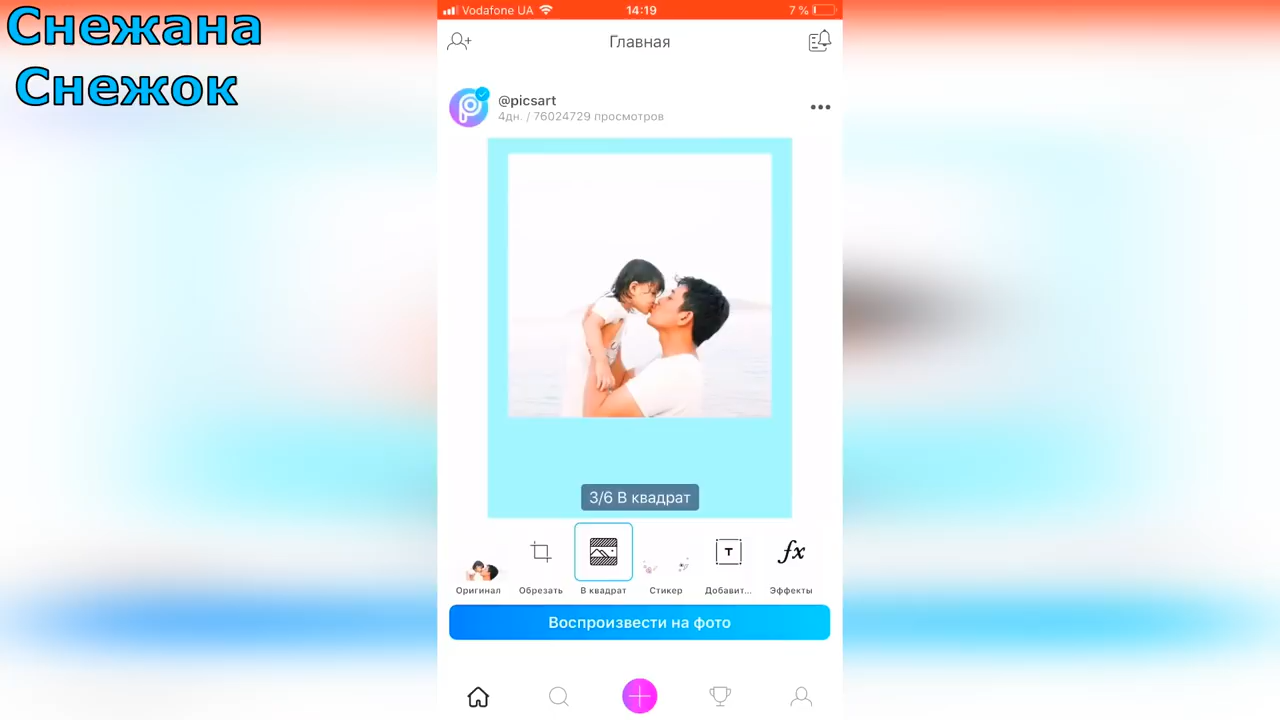 Снежана
Снежок
Vodafone UA
14:19
7 %
Главная
@picsart
4дн. / 76024729 просмотров
3/6 В квадрат
T
fx
Оригинал
Обрезать
В квадрат
Стикер
Добавит...
Эффекты
Воспроизвести на фото